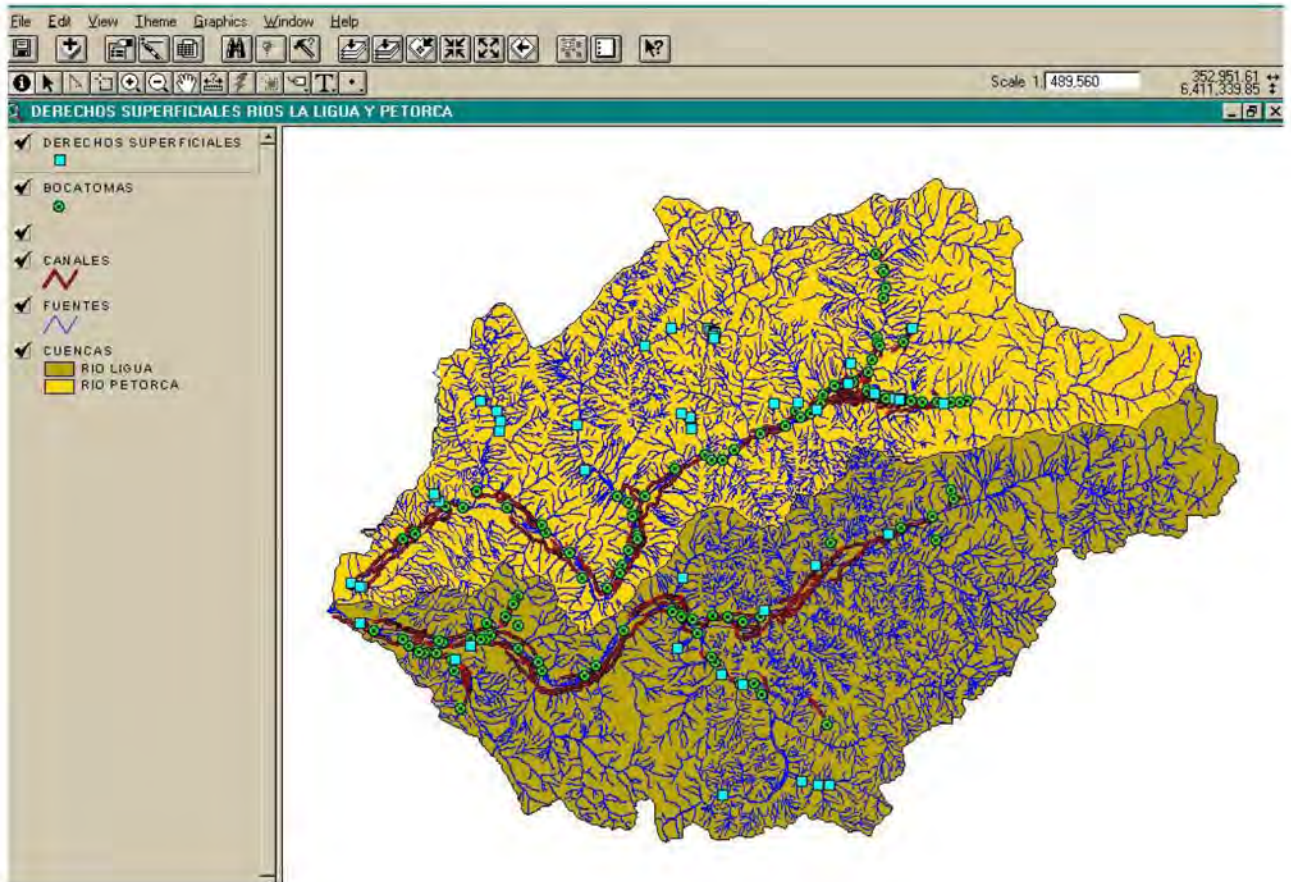 File Edit View Theme Graphics Window Help
Scale 1: 489,560
352,951.61
6,411,339.85
DERECHOS SUPERFICIALES RIOS LA LIGUA Y PETORCA
DERECHOS SUPERFICIALES
BOCATOMAS
CANALES
FUENTES
CUENCAS
RIO LIGUA
RIO PETORCA